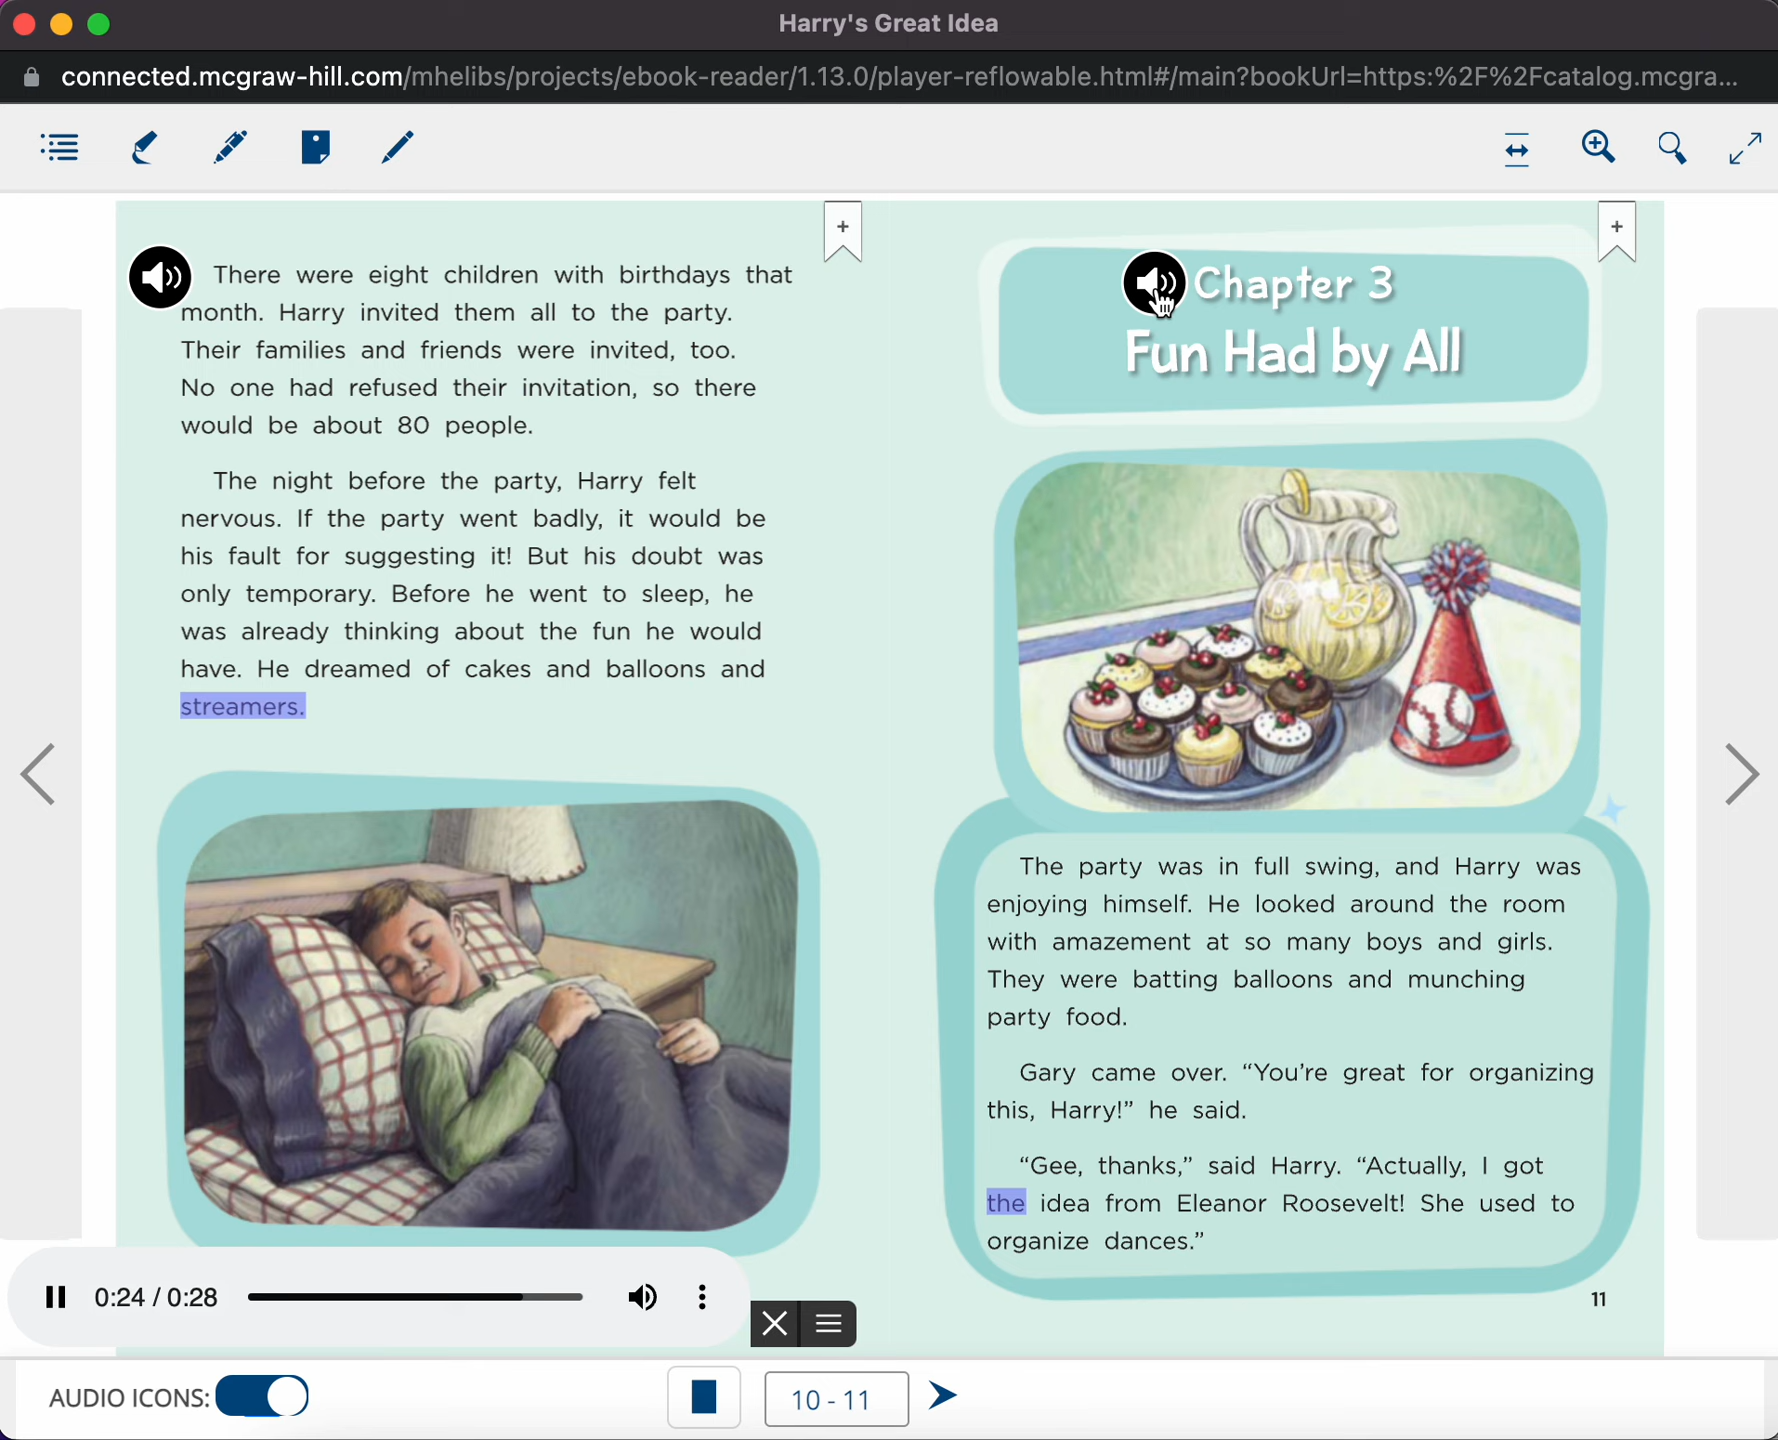 Harry's Great Idea
connected.mcgraw-hill.com/mhelibs/projects/ebook-reader/1.13.0/player-reflowable.html#/main?bookUrl=https:%2F%2Fcatalog.mcgra...
There were eight children with birthdays that
month. Harry invited them all to the party.
Their families and friends were invited, too.
No one had refused their invitation, so there
would be about 80 people.
The night before the party, Harry felt
nervous. If the party went badly, it would be
his fault for suggesting it! But his doubt was
only temporary. Before he went to sleep, he
was already thinking about the fun he would
have. He dreamed of cakes and balloons and
streamers.
Chapter 3
Fun Had by All
The party was in full swing, and Harry was
enjoying himself. He looked around the room
with amazement at so many boys and girls.
They were batting balloons and munching
party food.
Gary came over. “You’re great for organizing
this, Harry!” he said.
“Gee, thanks,” said Harry. “Actually, I got
the idea from Eleanor Roosevelt! She used to
organize dances.”
11
0:24 / 0:28
AUDIO ICONS:
10 - 11